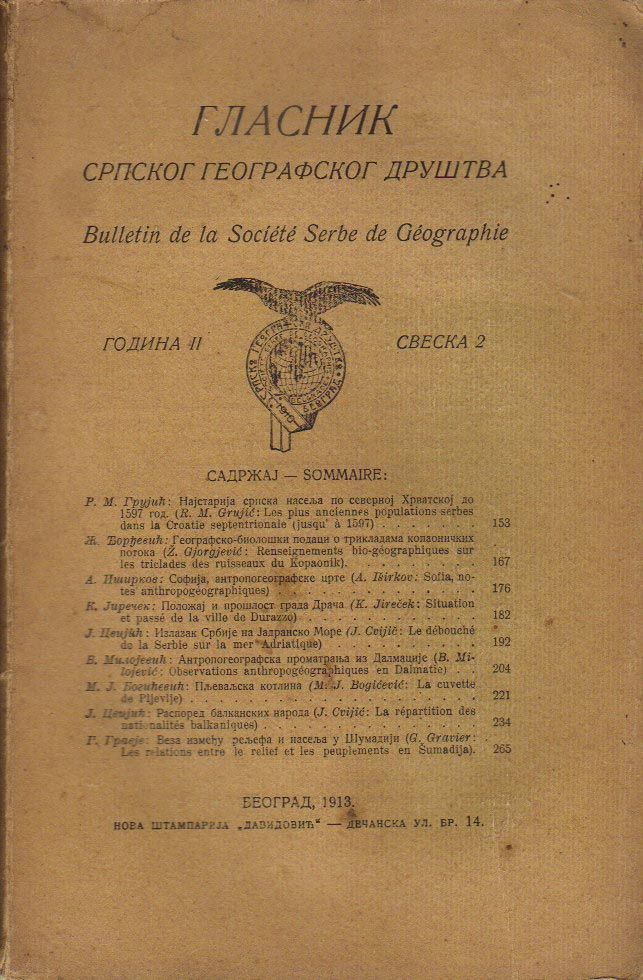 ГЛАСНИК
СРПСКОГ ГЕОГРАФСКОГ ДРУШТВА
Bulletin de la Société Serbe de Géographie
ГОДИНА II
СВЕСКА 2
СРПСКО ГЕОГРАФСКО ДРУШТВО
1910 БЕОГРАД
САДРЖАЈ — SOMMAIRE:
Р. М. Грујић: Најстарија српска насеља по северној Хрватској до
1597 год. (R. M. Grujić: Les plus anciennes populations serbes
dans la Croatie septentrionale (jusqu' à 1597) . . . . . . . 153
Ж. Ђорђевић: Географско-биолошки подаци о трикладама копаоничких
потока (Ž. Gjorgjević: Renseignements bio-géographiques sur
les triclades des ruisseaux du Kopaonik). . . . . . . . . . 167
А. Иширков: Софија, антропогеографске црте (A. Iširkov: Sofia, no-
tes anthropogéographiques) . . . . . . . . . . . . . . . 176
К. Јиречек: Положај и прошлост града Драча (K. Jireček: Situation
et passé de la ville de Durazzo) . . . . . . . . . . . . . 182
Ј. Цвијић: Излазак Србије на Јадранско Море (J. Cvijić: Le débouché
de la Serbie sur la mer Adriatique) . . . . . . . . . . . . 192
Б. Милојевић: Антропогеографска проматрања из Далмације (B. Mi-
lojević: Observations anthropogéographiques en Dalmatie) . . 204
М. Ј. Богићевић: Пљеваљска котлина (M. J. Bogićević: La cuvette
de Pljevlje) . . . . . . . . . . . . . . . . . . . . . 221
Ј. Цвијић: Распоред балканских народа (J. Cvijić: La répartition des
nationalités balkaniques) . . . . . . . . . . . . . . . . 234
Г. Гравје: Веза између рељефа и насеља у Шумадији (G. Gravier:
Les relations entre le relief et les peuplements en Šumadija). 265
БЕОГРАД, 1913.
НОВА ШТАМПАРИЈА „ДАВИДОВИЋ“ — ДЕЧАНСКА УЛ. БР. 14.